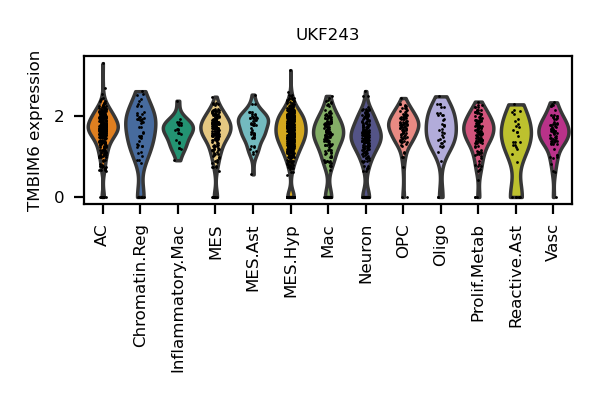 UKF243
TMBIM6 expression
2
0
AC
Chromatin.Reg
Inflammatory.Mac
MES
MES.Ast
MES.Hyp
Mac
Neuron
OPC
Oligo
Prolif.Metab
Reactive.Ast
Vasc